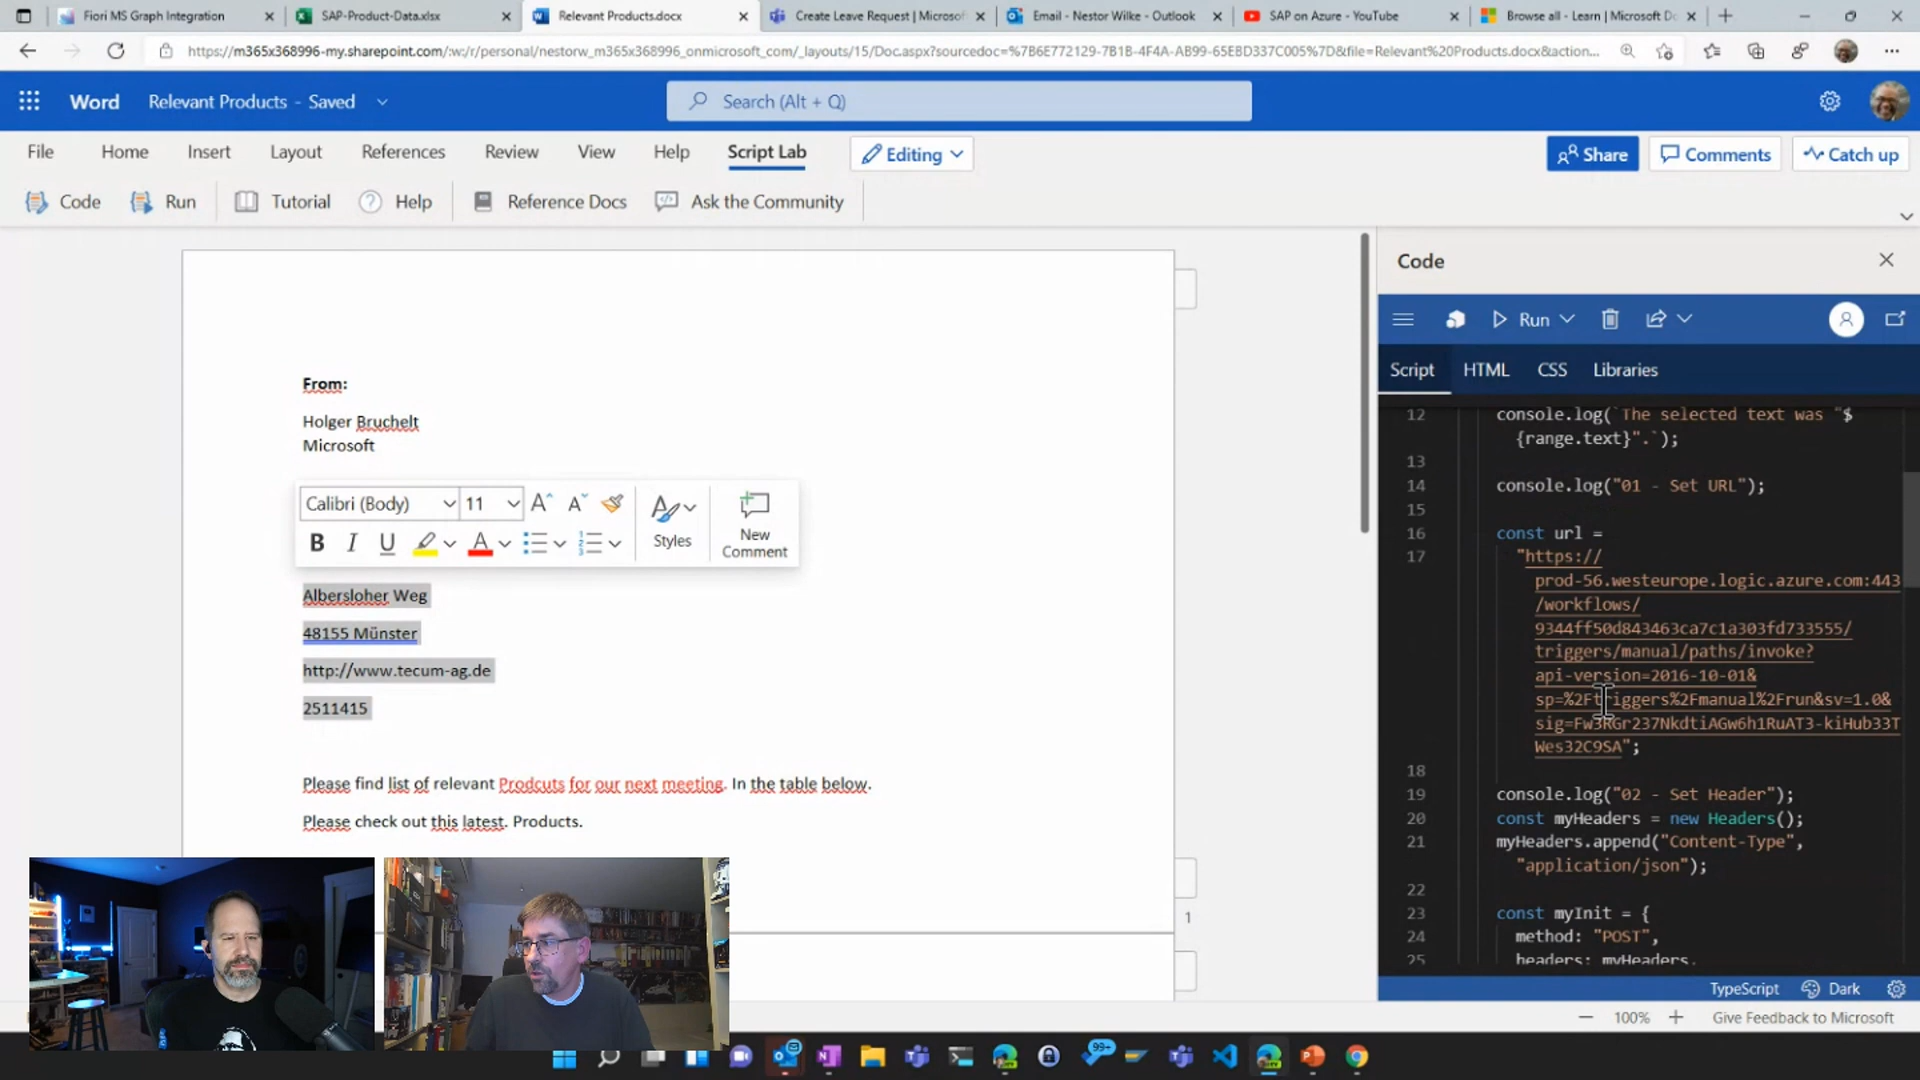 Fiori MS Graph Integration
SAP-Product-Data.xlsx
Relevant Products.docx
Create Leave Request | Microsof
Email - Nestor Wilke - Outlook
SAP on Azure - YouTube
Browse all - Learn | Microsoft Do
https://m365x368996-my.sharepoint.com/:w:/r/personal/nestorw_m365x368996_onmicrosoft_com/_layouts/15/Doc.aspx?sourcedoc=%7B6E772129-7B1B-4F4A-AB99-65EBD337C005%7D&file=Relevant%20Products.docx&action...
Word
Relevant Products - Saved
Search (Alt + Q)
File
Home
Insert
Layout
References
Review
View
Help
Script Lab
Editing
Share
Comments
Catch up
Code
Run
Tutorial
Help
Reference Docs
Ask the Community
From:
Holger Bruchelt
Microsoft
Calibri (Body)
11
B I U
Styles
New
Comment
Albersloher Weg
48155 Münster
http://www.tecum-ag.de
2511415
Please find list of relevant Prodcuts for our next meeting. In the table below.
Please check out this latest. Products.
1
Code
Run
Script
HTML
CSS
Libraries
12 console.log(`The selected text was "$
{range.text}".`);
13
14 console.log("01 - Set URL");
15
16 const url =
17 "https://
prod-56.westeurope.logic.azure.com:443
/workflows/
9344ff50d843463ca7c1a303fd733555/
triggers/manual/paths/invoke?
api-version=2016-10-01&
sp=%2Ftriggers%2Fmanual%2Frun&sv=1.0&
sig=Fw3RGr237NkdtiAGw6h1RuAT3-kiHub33T
Wes32C9SA";
18
19 console.log("02 - Set Header");
20 const myHeaders = new Headers();
21 myHeaders.append("Content-Type",
"application/json");
22
23 const myInit = {
24 method: "POST",
25 headers: myHeaders,
TypeScript
Dark
100%
Give Feedback to Microsoft
99+